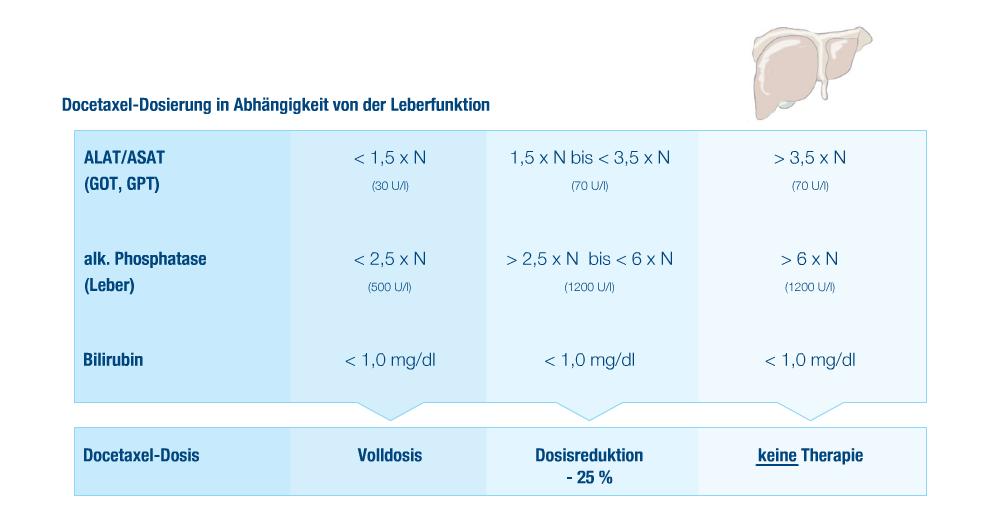 Docetaxel-Dosierung in Abhängigkeit von der Leberfunktion
ALAT/ASAT < 1,5 x N 1,5 x N bis < 3,5 x N > 3,5 x N
(GOT, GPT) (30 U/l) (70 U/l) (70 U/l)
alk. Phosphatase < 2,5 x N > 2,5 x N bis < 6 x N > 6 x N
(Leber) (500 U/l) (1200 U/l) (1200 U/l)
Bilirubin < 1,0 mg/dl < 1,0 mg/dl < 1,0 mg/dl
Docetaxel-Dosis Volldosis Dosisreduktion keine Therapie
- 25 %